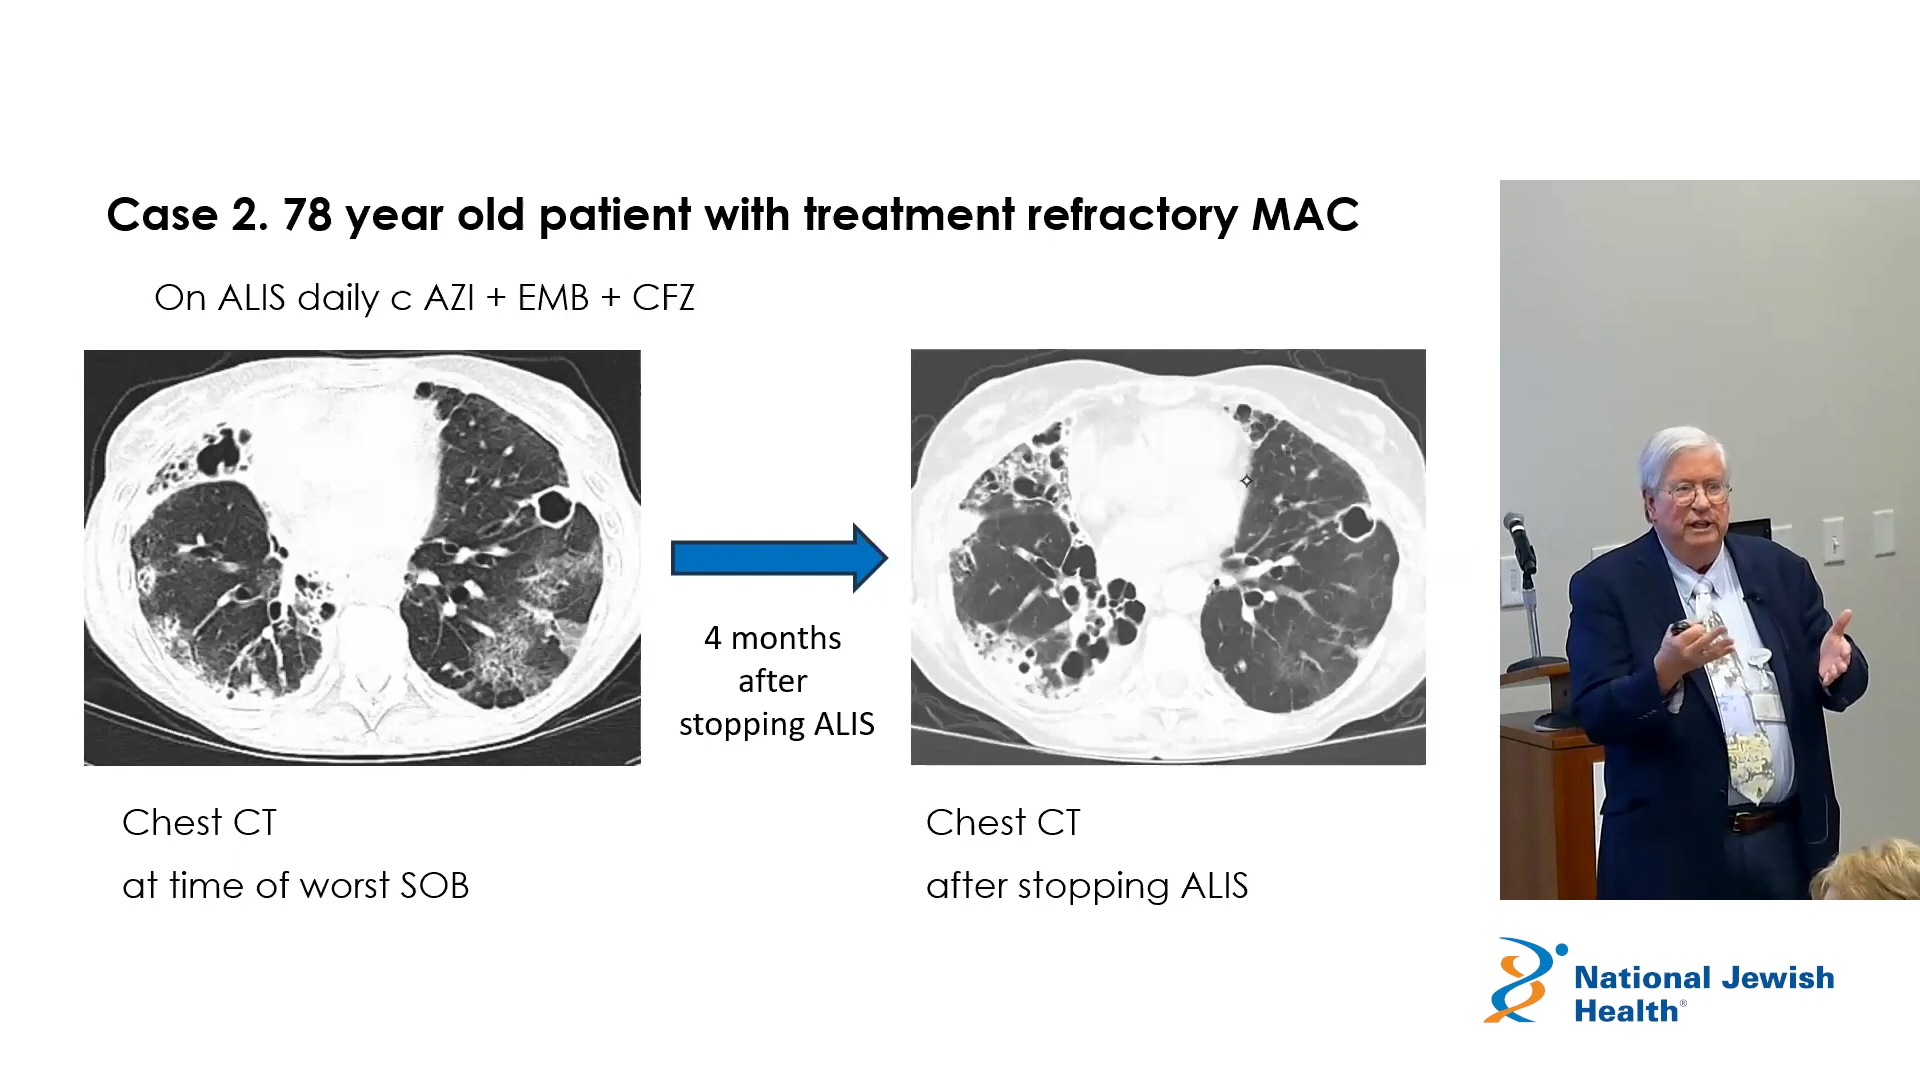 Case 2. 78 year old patient with treatment refractory MAC
On ALIS daily c AZI + EMB + CFZ
4 months
after
stopping ALIS
Chest CT
at time of worst SOB
Chest CT
after stopping ALIS
National Jewish
Health®